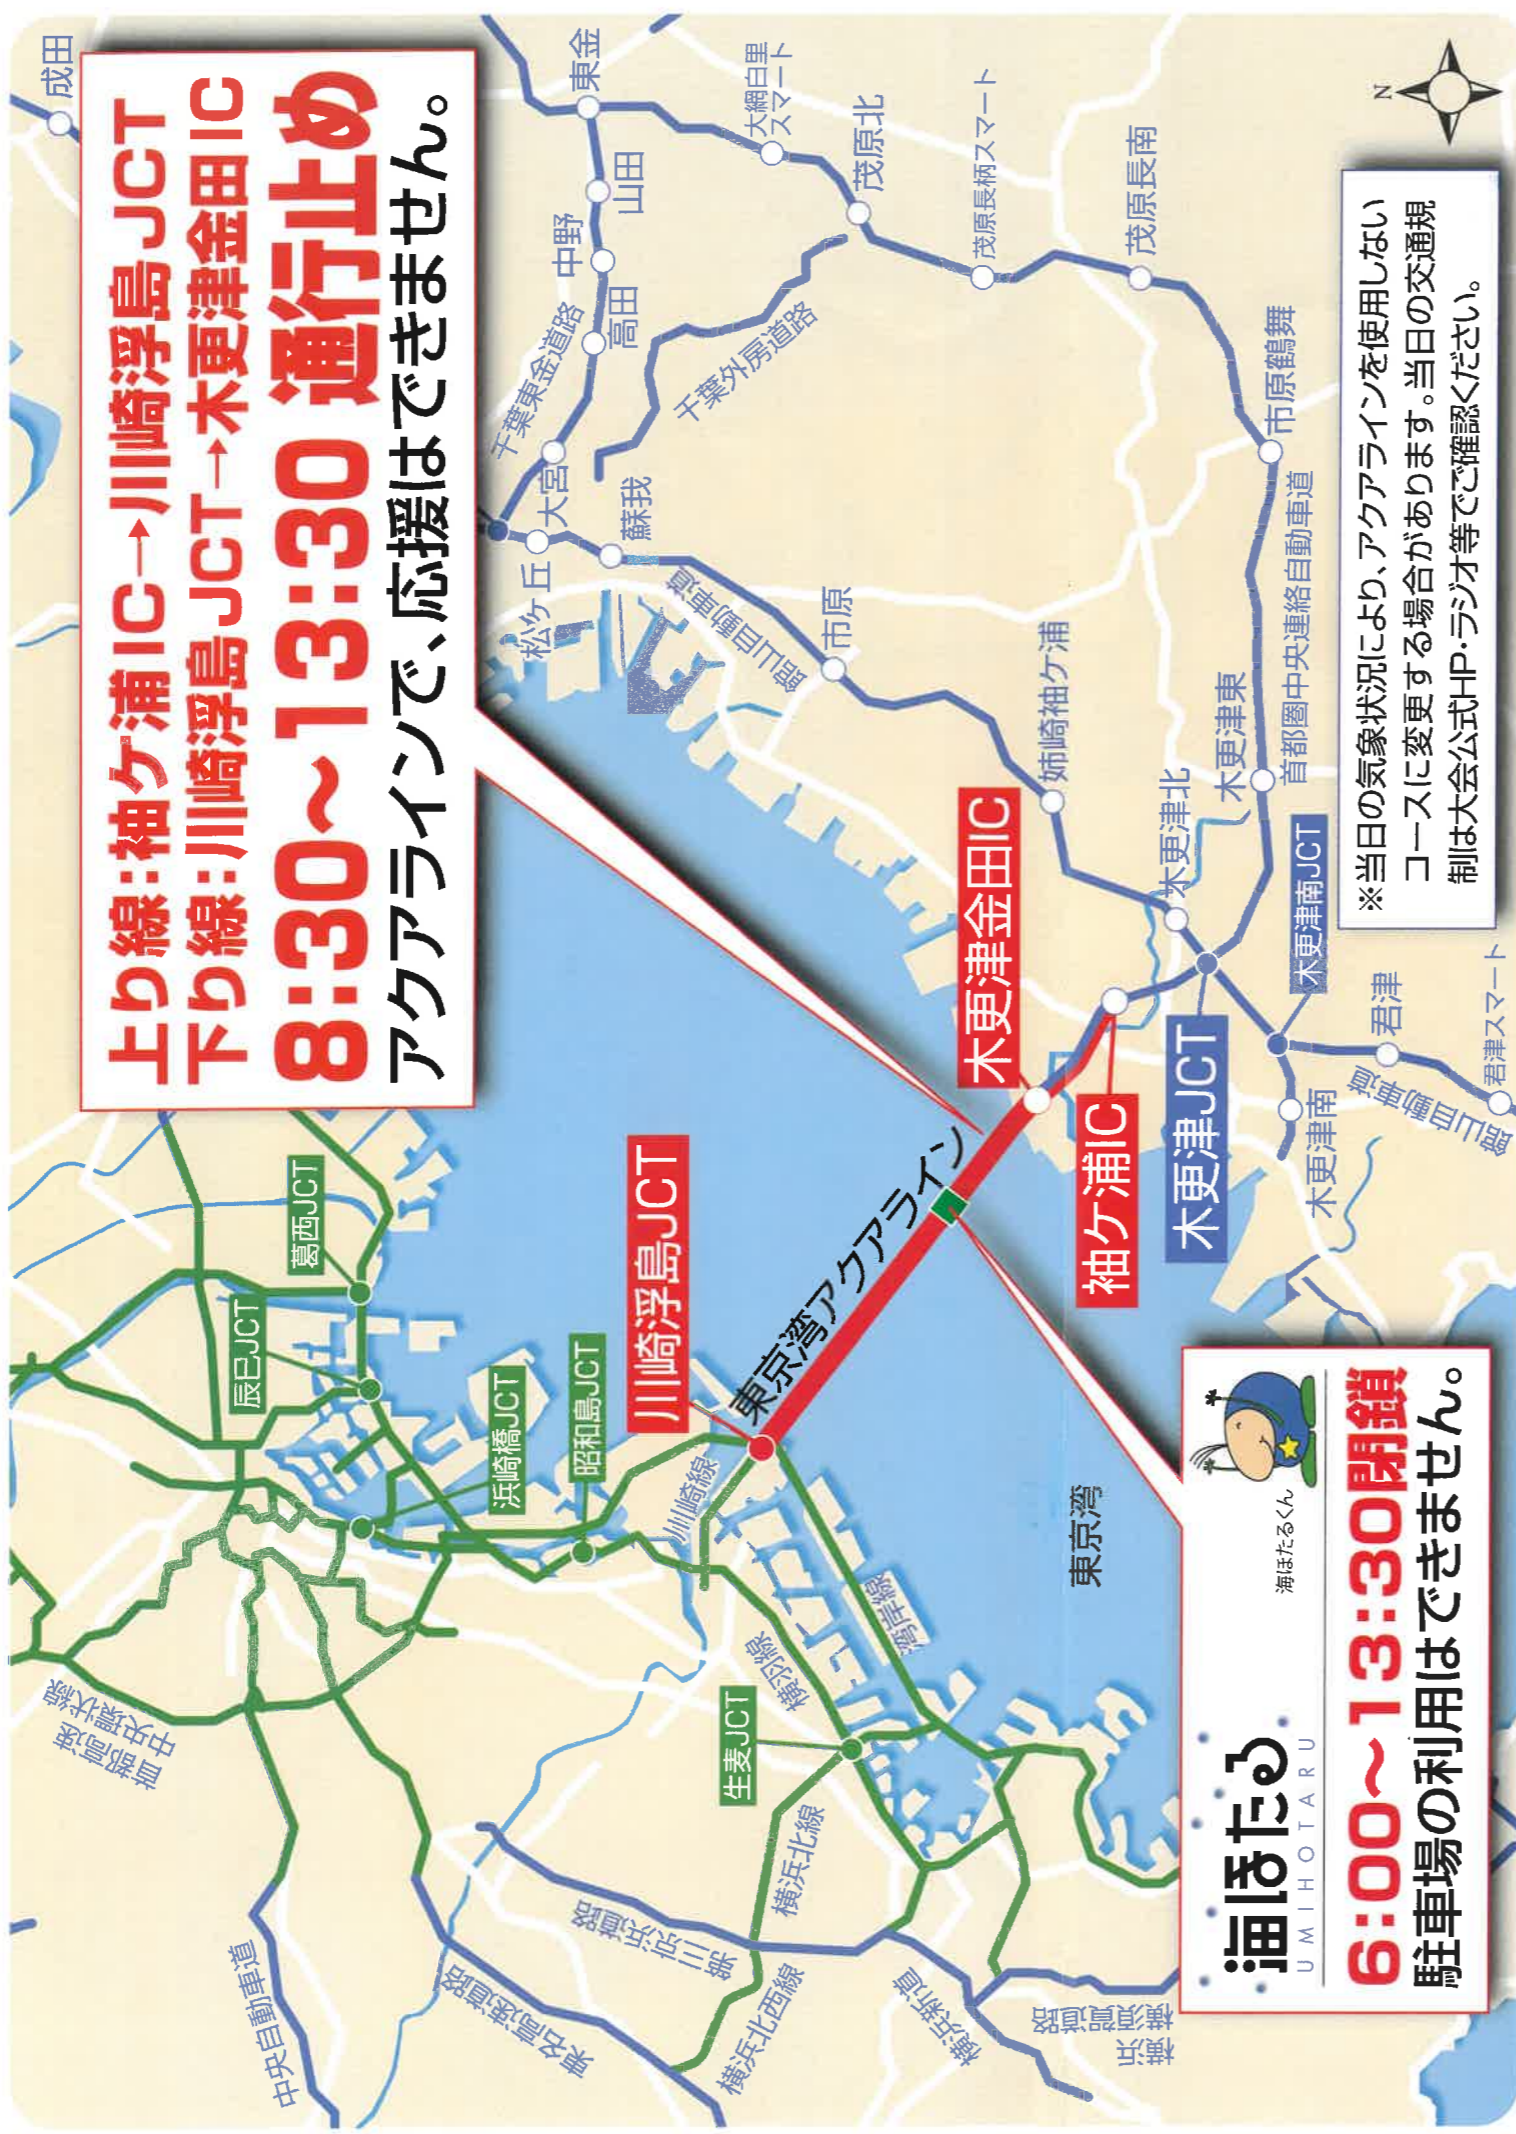 上り線:袖ケ浦IC→川崎浮島JCT
下り線:川崎浮島JCT→木更津金田IC
8:30～13:30 通行止め
アクアラインで、応援はできません。
成田
東金
山田
中野
高田
千葉東金道路
大宮
松ヶ丘
蘇我
大網白里
スマート
茂原北
茂原長柄スマート
茂原長南
千葉外房道路
市原鶴舞
首都圏中央連絡自動車道
館山自動車道
市原
姉崎袖ケ浦
木更津北
木更津東
木更津南JCT
木更津金田IC
袖ケ浦IC
木更津JCT
木更津南
君津
館山自動車道
君津スマート
N
※当日の気象状況により、アクアラインを使用しない
コースに変更する場合があります。当日の交通規
制は大会公式HP・ラジオ等でご確認ください。
葛西JCT
辰巳JCT
浜崎橋JCT
昭和島JCT
川崎浮島JCT
東京湾アクアライン
川崎線
東京湾
湾岸線
横羽線
生麦JCT
首都高速
中央環状線
横浜北線
第三京浜道路
横浜北西線
東名高速道路
中央自動車道
横浜新道
横浜
横須賀道路
海ほたる
UMIHOTARU
海ほたるくん
6:00～13:30閉鎖
駐車場の利用はできません。